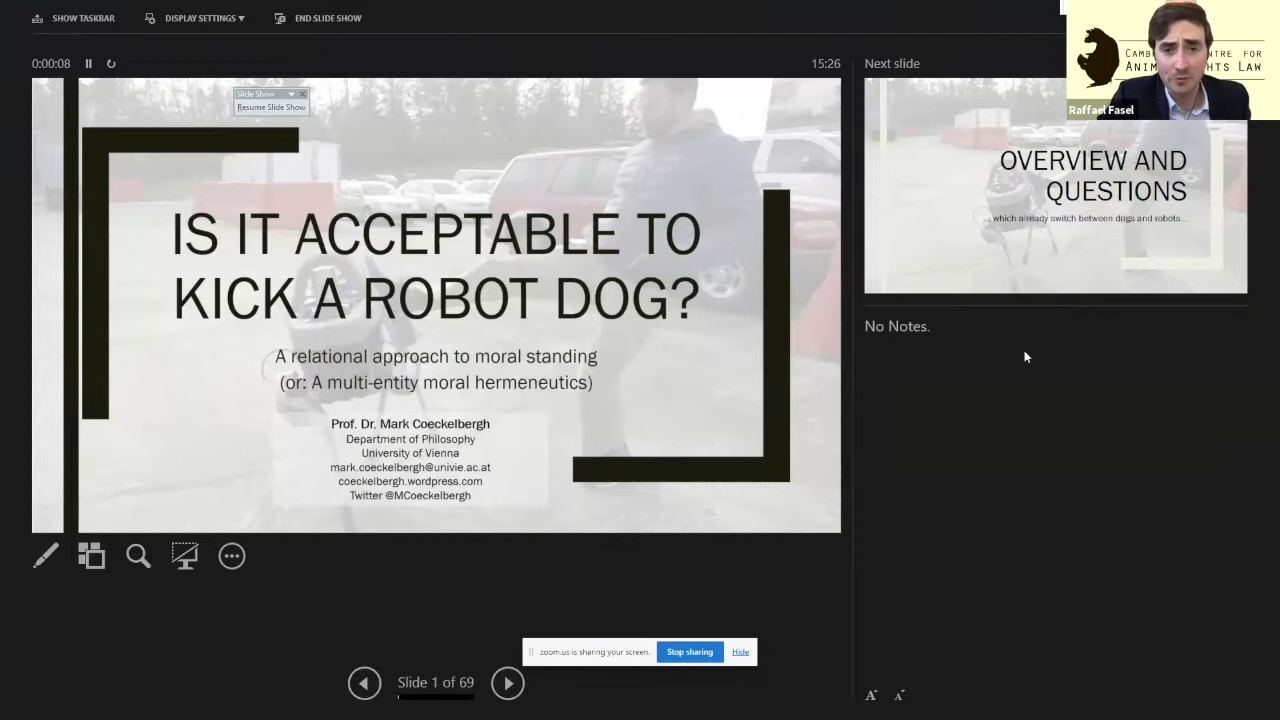 SHOW TASKBAR
DISPLAY SETTINGS ▼
END SLIDE SHOW
0:00:08
15:26
Slide Show
Resume Slide Show
IS IT ACCEPTABLE TO
KICK A ROBOT DOG?
A relational approach to moral standing
(or: A multi-entity moral hermeneutics)
Prof. Dr. Mark Coeckelbergh
Department of Philosophy
University of Vienna
mark.coeckelbergh@univie.ac.at
coeckelbergh.wordpress.com
Twitter @MCoeckelbergh
Next slide
OVERVIEW AND
QUESTIONS
which already switch between dogs and robots...
No Notes.
FOR
LAW
Raffael Fasel
zoom.us is sharing your screen.
Stop sharing
Hide
Slide 1 of 69
A
A